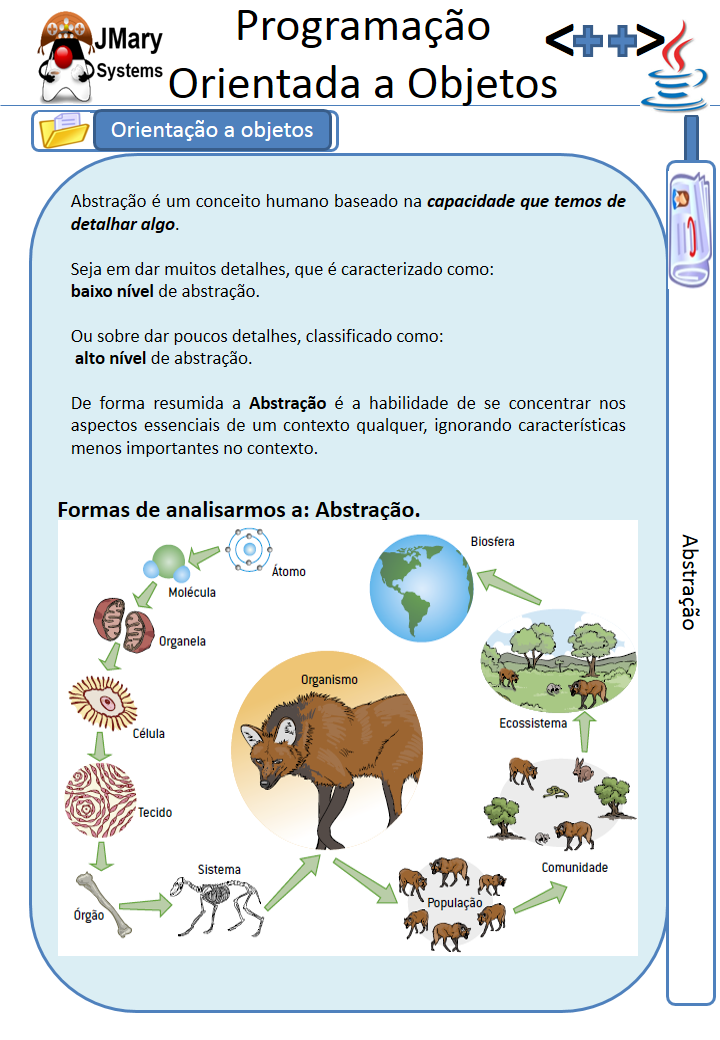 JMary
Systems
Programação
Orientada a Objetos
<++>
Orientação a objetos
Abstração é um conceito humano baseado na capacidade que temos de
detalhar algo.
Seja em dar muitos detalhes, que é caracterizado como:
baixo nível de abstração.
Ou sobre dar poucos detalhes, classificado como:
alto nível de abstração.
De forma resumida a Abstração é a habilidade de se concentrar nos
aspectos essenciais de um contexto qualquer, ignorando características
menos importantes no contexto.
Formas de analisarmos a: Abstração.
Átomo
Molécula
Organela
Célula
Tecido
Órgão
Sistema
Organismo
População
Comunidade
Ecossistema
Biosfera
Abstração